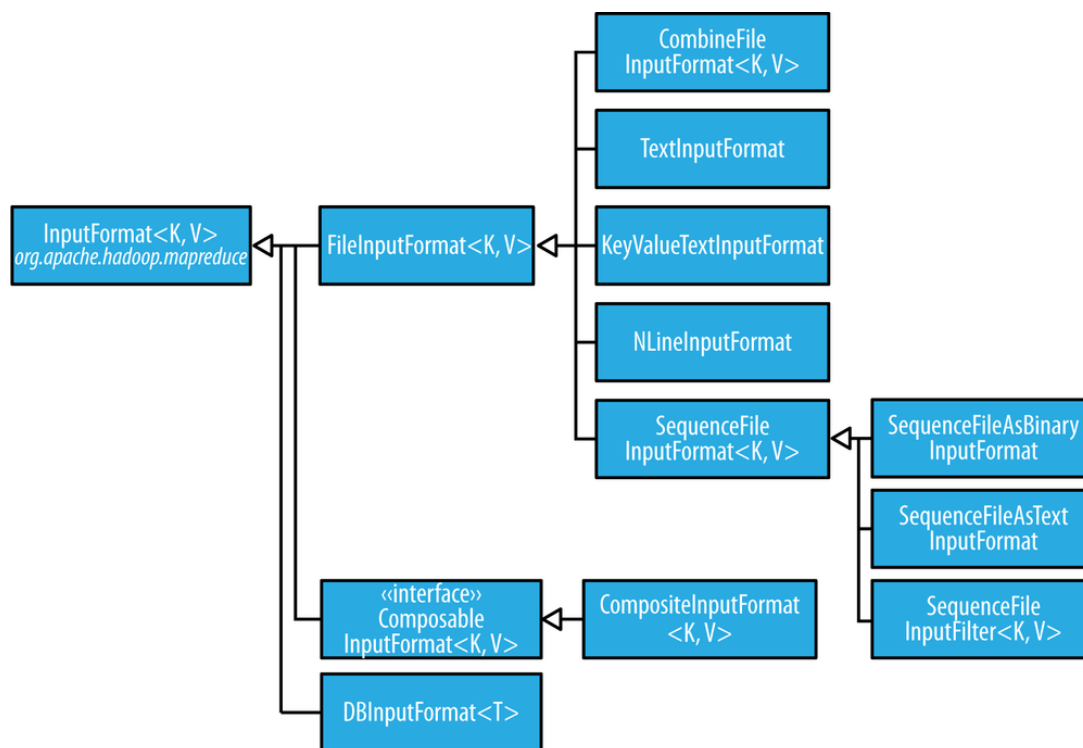 CombineFile
InputFormat<K, V>
TextInputFormat
InputFormat<K, V>
org.apache.hadoop.mapreduce
FileInputFormat<K, V>
KeyValueTextInputFormat
NLineInputFormat
SequenceFile
InputFormat<K, V>
SequenceFileAsBinary
InputFormat
SequenceFileAsText
InputFormat
‹‹interface››
Composable
InputFormat<K, V>
CompositeInputFormat
<K, V>
SequenceFile
InputFilter<K, V>
DBInputFormat<T>